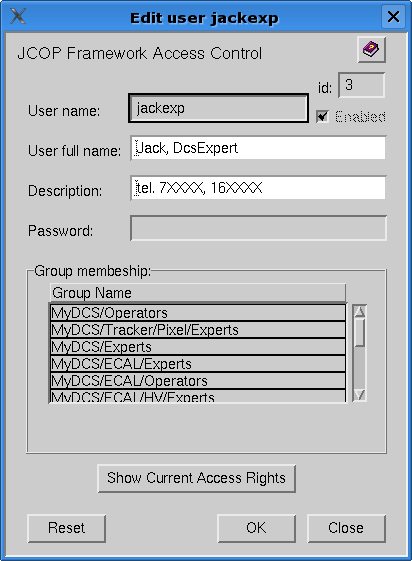 Edit user jackexp
JCOP Framework Access Control
id: 3
User name: jackexp
Enabled
User full name: Jack, DcsExpert
Description: tel. 7XXXX, 16XXXX
Password:
Group membeship:
Group Name
MyDCS/Operators
MyDCS/Tracker/Pixel/Experts
MyDCS/Experts
MyDCS/ECAL/Experts
MyDCS/ECAL/Operators
MyDCS/ECAL/HV/Experts
Show Current Access Rights
Reset OK Close